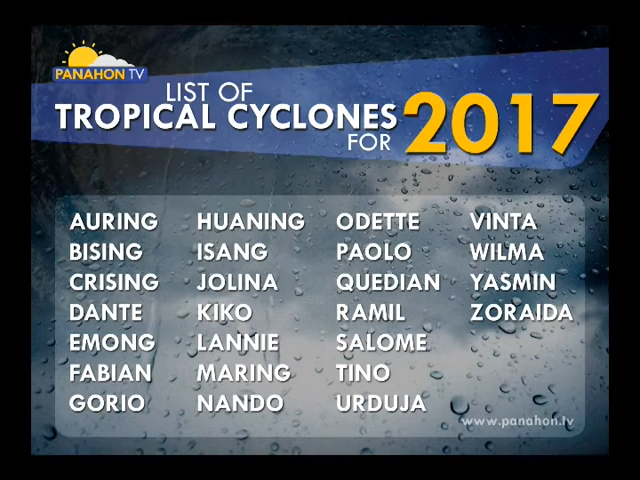 PANAHON TV
LIST OF
TROPICAL CYCLONES
FOR
2017
AURING
BISING
CRISING
DANTE
EMONG
FABIAN
GORIO
HUANING
ISANG
JOLINA
KIKO
LANNIE
MARING
NANDO
ODETTE
PAOLO
QUEDIAN
RAMIL
SALOME
TINO
URDUJA
VINTA
WILMA
YASMIN
ZORAIDA
www.panahon.tv